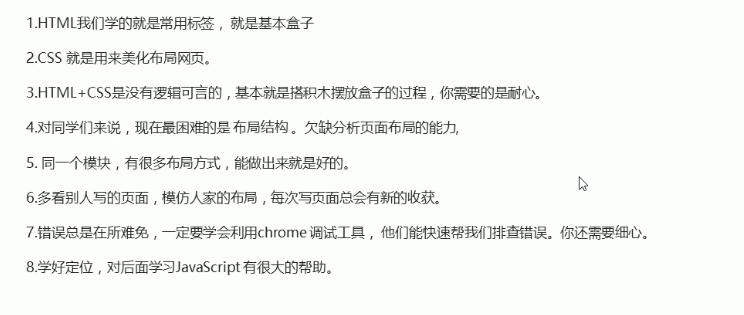 1.HTML我们学的就是常用标签，就是基本盒子
2.CSS 就是用来美化布局网页。
3.HTML+CSS是没有逻辑可言的，基本就是搭积木摆放盒子的过程，你需要的是耐心。
4.对同学们来说，现在最困难的是 布局结构 。欠缺分析页面布局的能力,
5. 同一个模块，有很多布局方式，能做出来就是好的。
6.多看别人写的页面，模仿人家的布局，每次写页面总会有新的收获。
7.错误总是在所难免，一定要学会利用chrome 调试工具， 他们能快速帮我们排查错误。你还需要细心。
8.学好定位，对后面学习JavaScript 有很大的帮助。